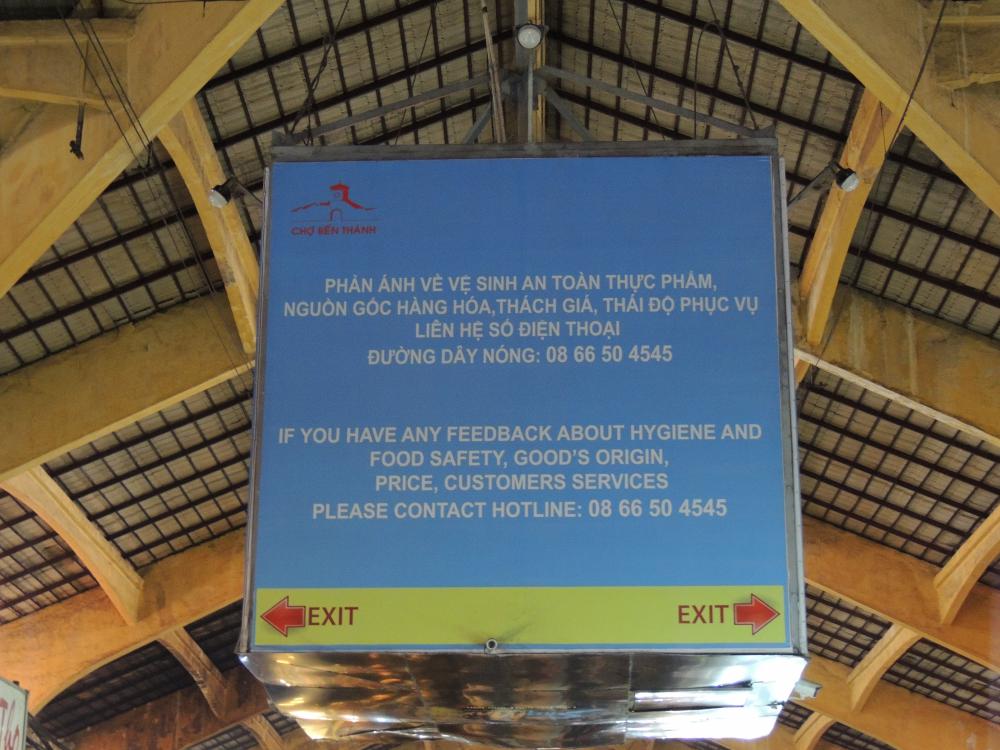 CHỢ BẾN THÀNH
PHẢN ÁNH VỀ VỆ SINH AN TOÀN THỰC PHẨM,
NGUỒN GỐC HÀNG HÓA,THÁCH GIÁ, THÁI ĐỘ PHỤC VỤ
LIÊN HỆ SỐ ĐIỆN THOẠI
ĐƯỜNG DÂY NÓNG: 08 66 50 4545
IF YOU HAVE ANY FEEDBACK ABOUT HYGIENE AND
FOOD SAFETY, GOOD'S ORIGIN,
PRICE, CUSTOMERS SERVICES
PLEASE CONTACT HOTLINE: 08 66 50 4545
EXIT EXIT